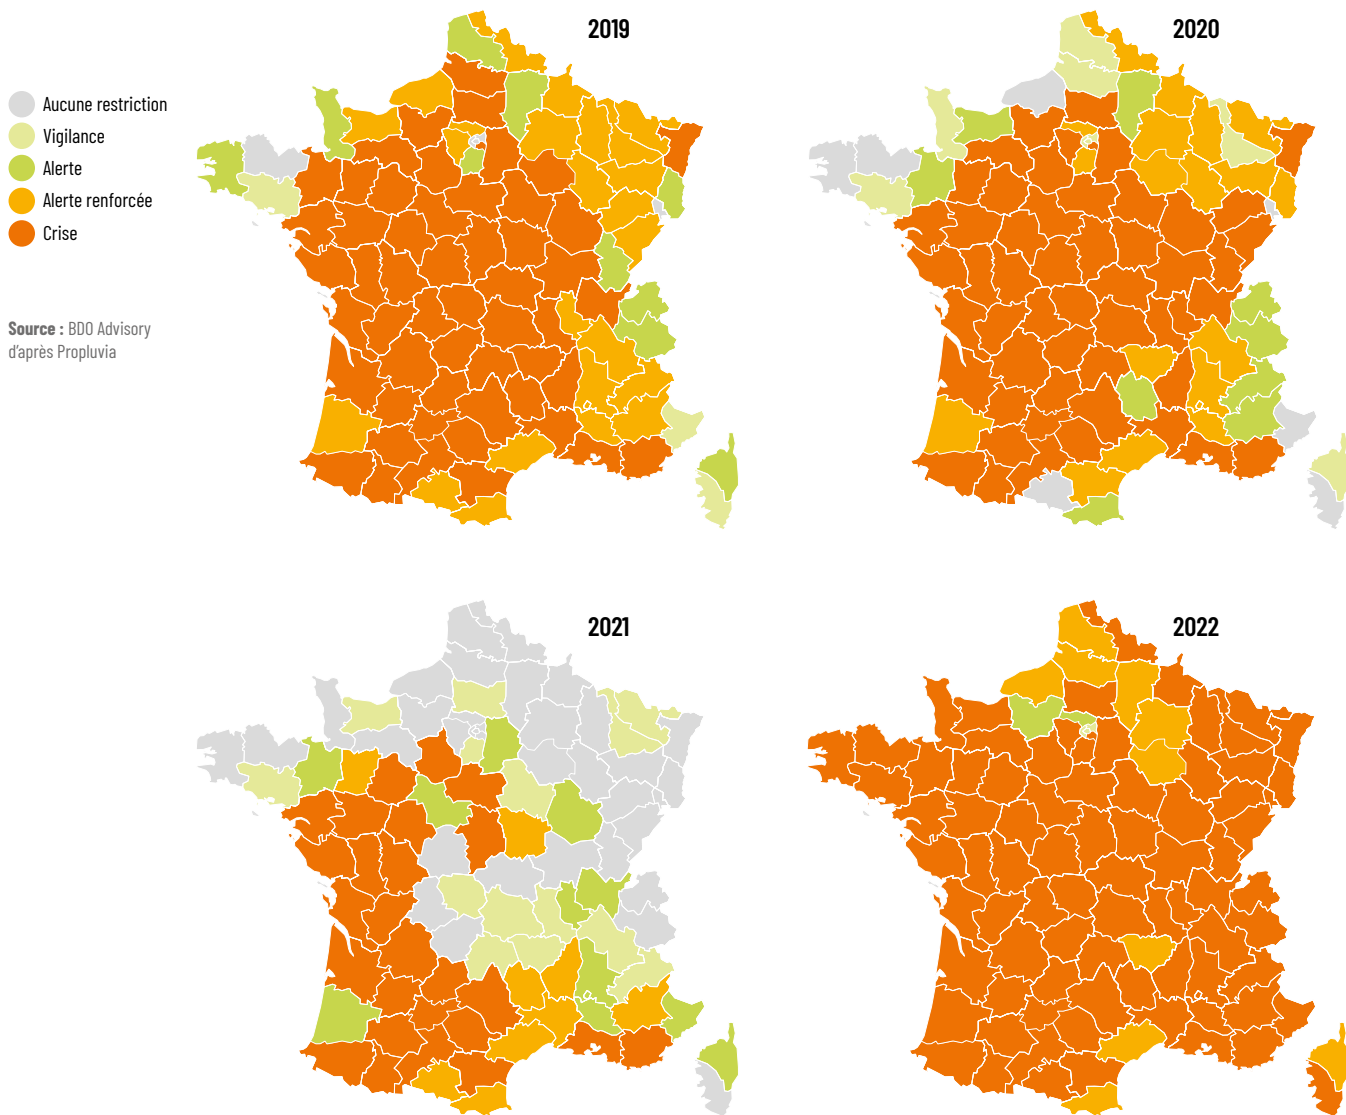 2019
2020
Aucune restriction
Vigilance
Alerte
Alerte renforcée
Crise
Source : BDO Advisory
d'après Propluvia
2021
2022